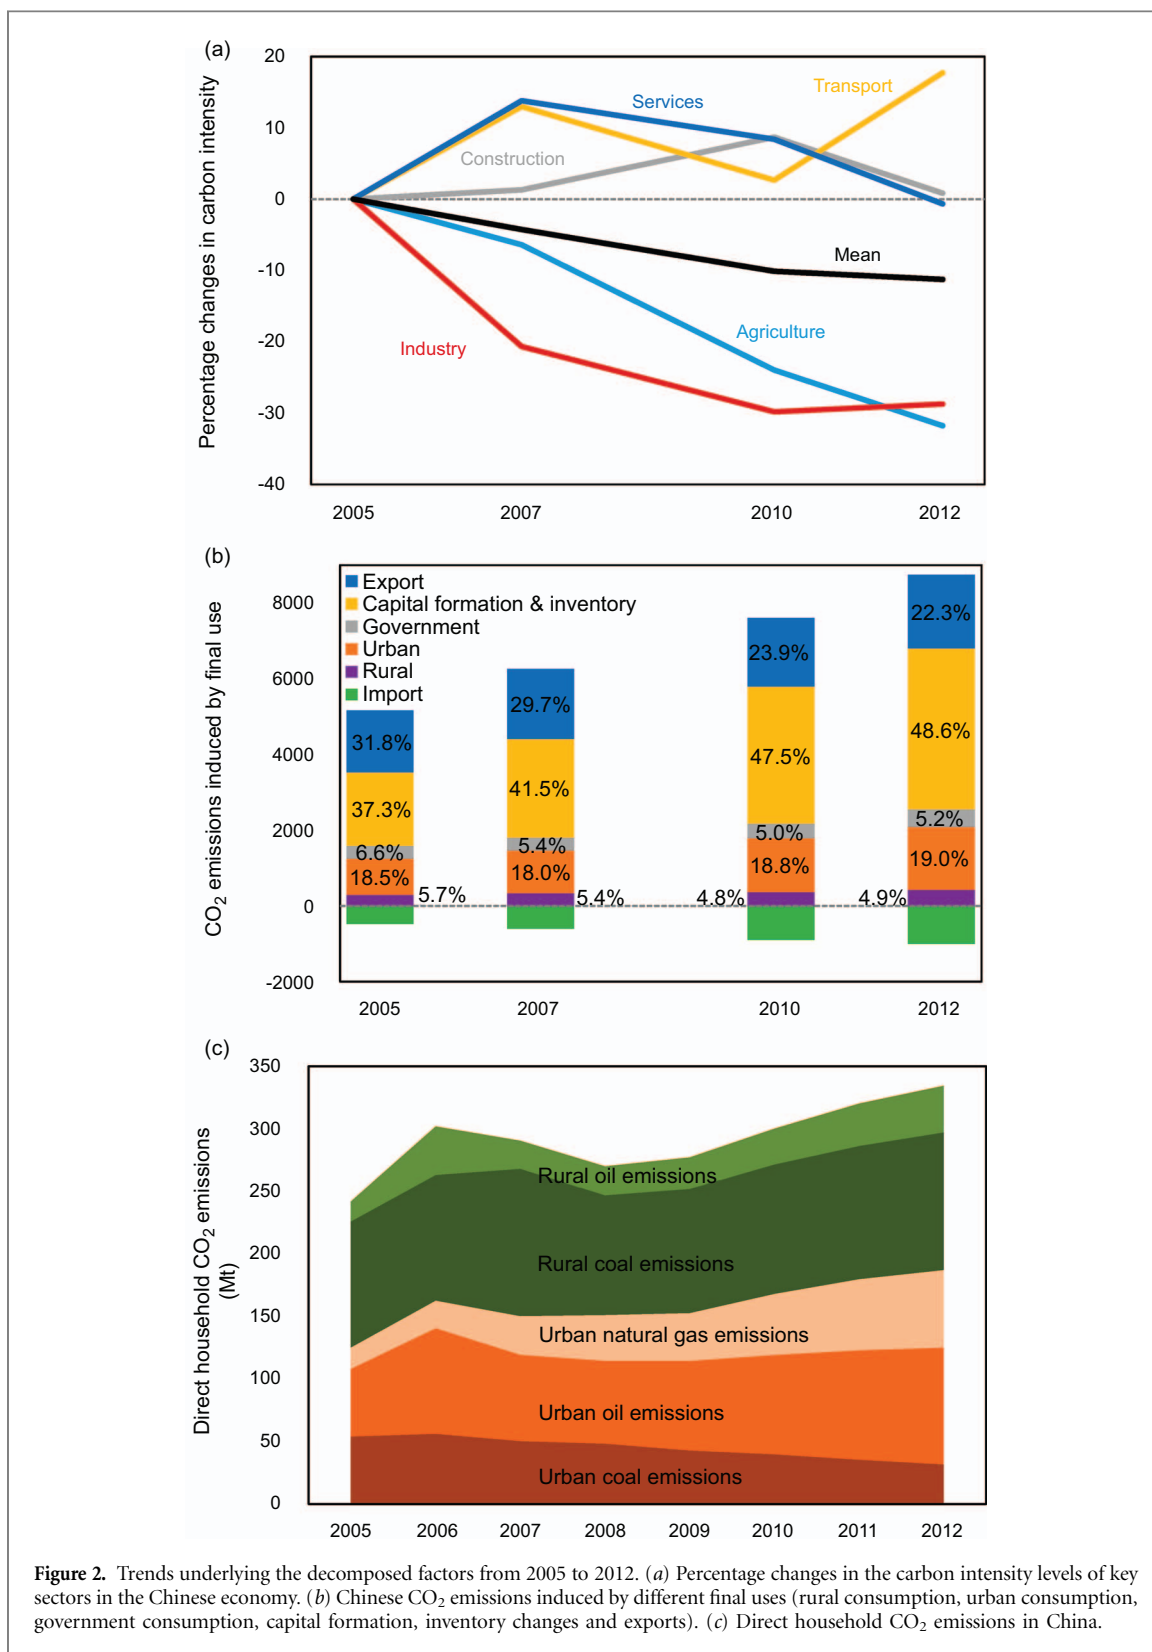 (a)
Percentage changes in carbon intensity
20
10
0
-10
-20
-30
-40
Services
Transport
Construction
Mean
Agriculture
Industry
2005 2007 2010 2012
(b)
CO2 emissions induced by final use
8000
6000
4000
2000
0
-2000
Export
Capital formation & inventory
Government
Urban
Rural
Import
31.8%
37.3%
6.6%
18.5%
5.7%
29.7%
41.5%
5.4%
18.0%
5.4%
23.9%
47.5%
5.0%
18.8%
4.8%
22.3%
48.6%
5.2%
19.0%
4.9%
2005 2007 2010 2012
(c)
Direct household CO2 emissions
(Mt)
350
300
250
200
150
100
50
0
Rural oil emissions
Rural coal emissions
Urban natural gas emissions
Urban oil emissions
Urban coal emissions
2005 2006 2007 2008 2009 2010 2011 2012
Figure 2. Trends underlying the decomposed factors from 2005 to 2012. (a) Percentage changes in the carbon intensity levels of key
sectors in the Chinese economy. (b) Chinese CO2 emissions induced by different final uses (rural consumption, urban consumption,
government consumption, capital formation, inventory changes and exports). (c) Direct household CO2 emissions in China.